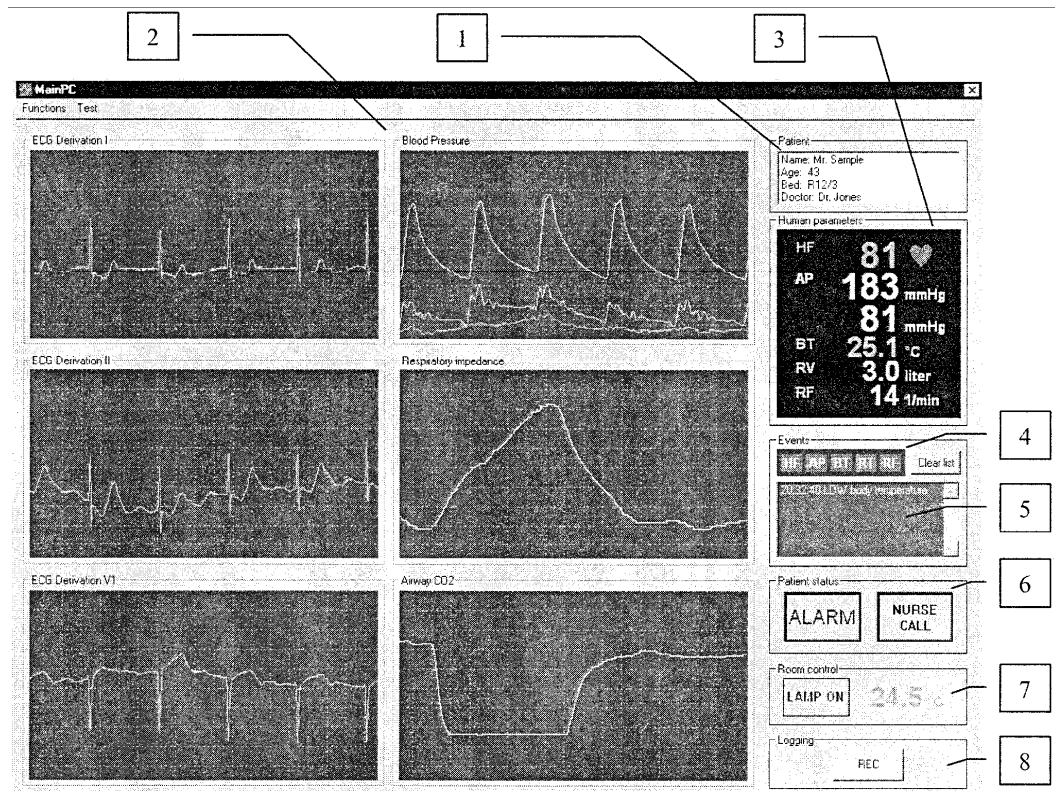 2
1
3
MainPC
Functions Test
ECG Derivation I
Blood Pressure
Patient
Name: Mr. Sample
Age: 43
Bed: R12/3
Doctor: Dr. Jones
Human parameters
HF 81
AP 183 mmHg
81 mmHg
BT 25.1 °C
RV 3.0 liter
RF 14 1/min
ECG Derivation II
Respiratory impedance
4
Events
HF AP BT RT RF Clear list
LOW body temperature
5
6
ECG Derivation V1
Airway CO2
Patient status
ALARM
NURSE
CALL
Room control
LAMP ON 24.5 °C
7
Logging
REC
8